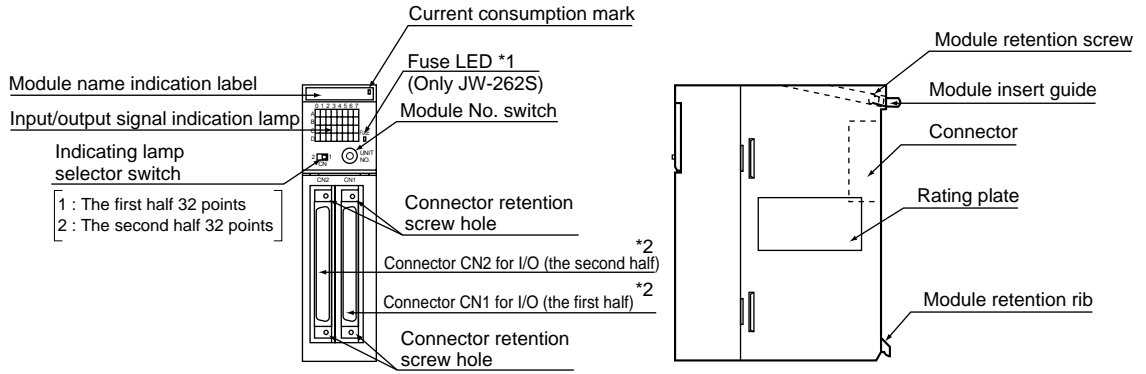 Current consumption mark
Fuse LED *1
(Only JW-262S)
Module No. switch
Module name indication label
Input/output signal indication lamp
Indicating lamp
selector switch
1 : The first half 32 points
2 : The second half 32 points
0 1 2 3 4 5 6 7
A
B
C
D
FUSE
2 1
CN
UNIT
NO.
CN2 CN1
Connector retention
screw hole
*2
Connector CN2 for I/O (the second half)
*2
Connector CN1 for I/O (the first half)
Connector retention
screw hole
Module retention screw
Module insert guide
Connector
Rating plate
Module retention rib